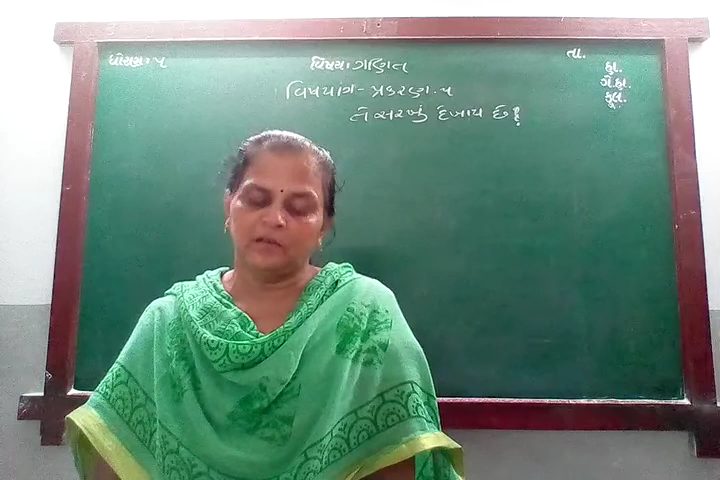 ધોરણ: ૫
વિષય: ગણિત
તા.
વિષયાંગ - પ્રકરણ. ૫
તે સરખું દેખાય છે!
હા.
ગે.હા.
કુલ.